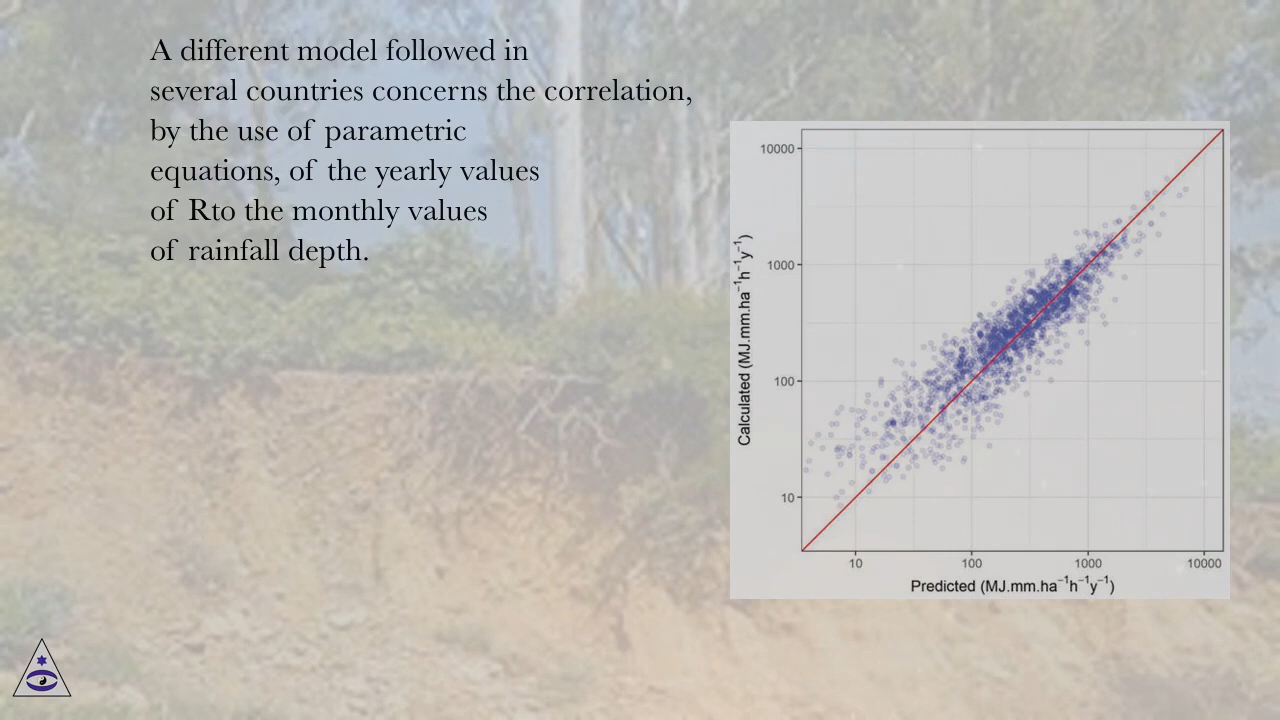 A different model followed in
several countries concerns the correlation,
by the use of parametric
equations, of the yearly values
of Rto the monthly values
of rainfall depth.
10000
1000
100
10
Calculated (MJ.mm.ha⁻¹h⁻¹y⁻¹)
10 100 1000 10000
Predicted (MJ.mm.ha⁻¹h⁻¹y⁻¹)